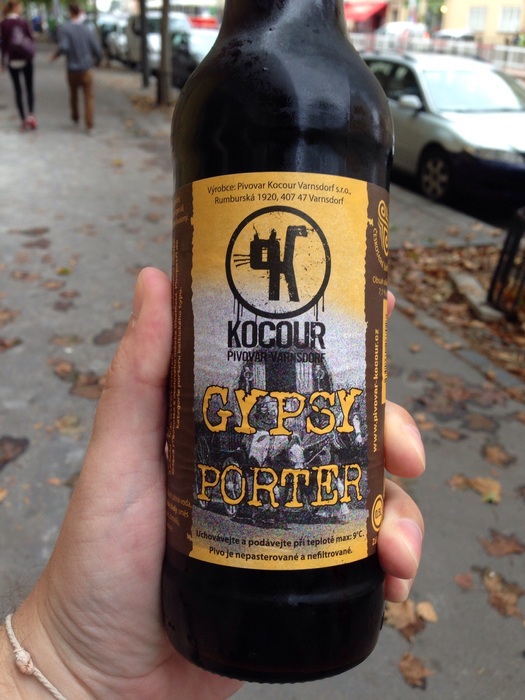 Výrobce: Pivovar Kocour Varnsdorf s.r.o.,
Rumburská 1920, 407 47 Varnsdorf
KOCOUR
PIVOVAR VARNSDORF
GYPSY
PORTER
Uchovávejte a podávejte při teplotě max: 9°C.
Pivo je nepasterované a nefiltrované.
www.pivovar-kocour.cz